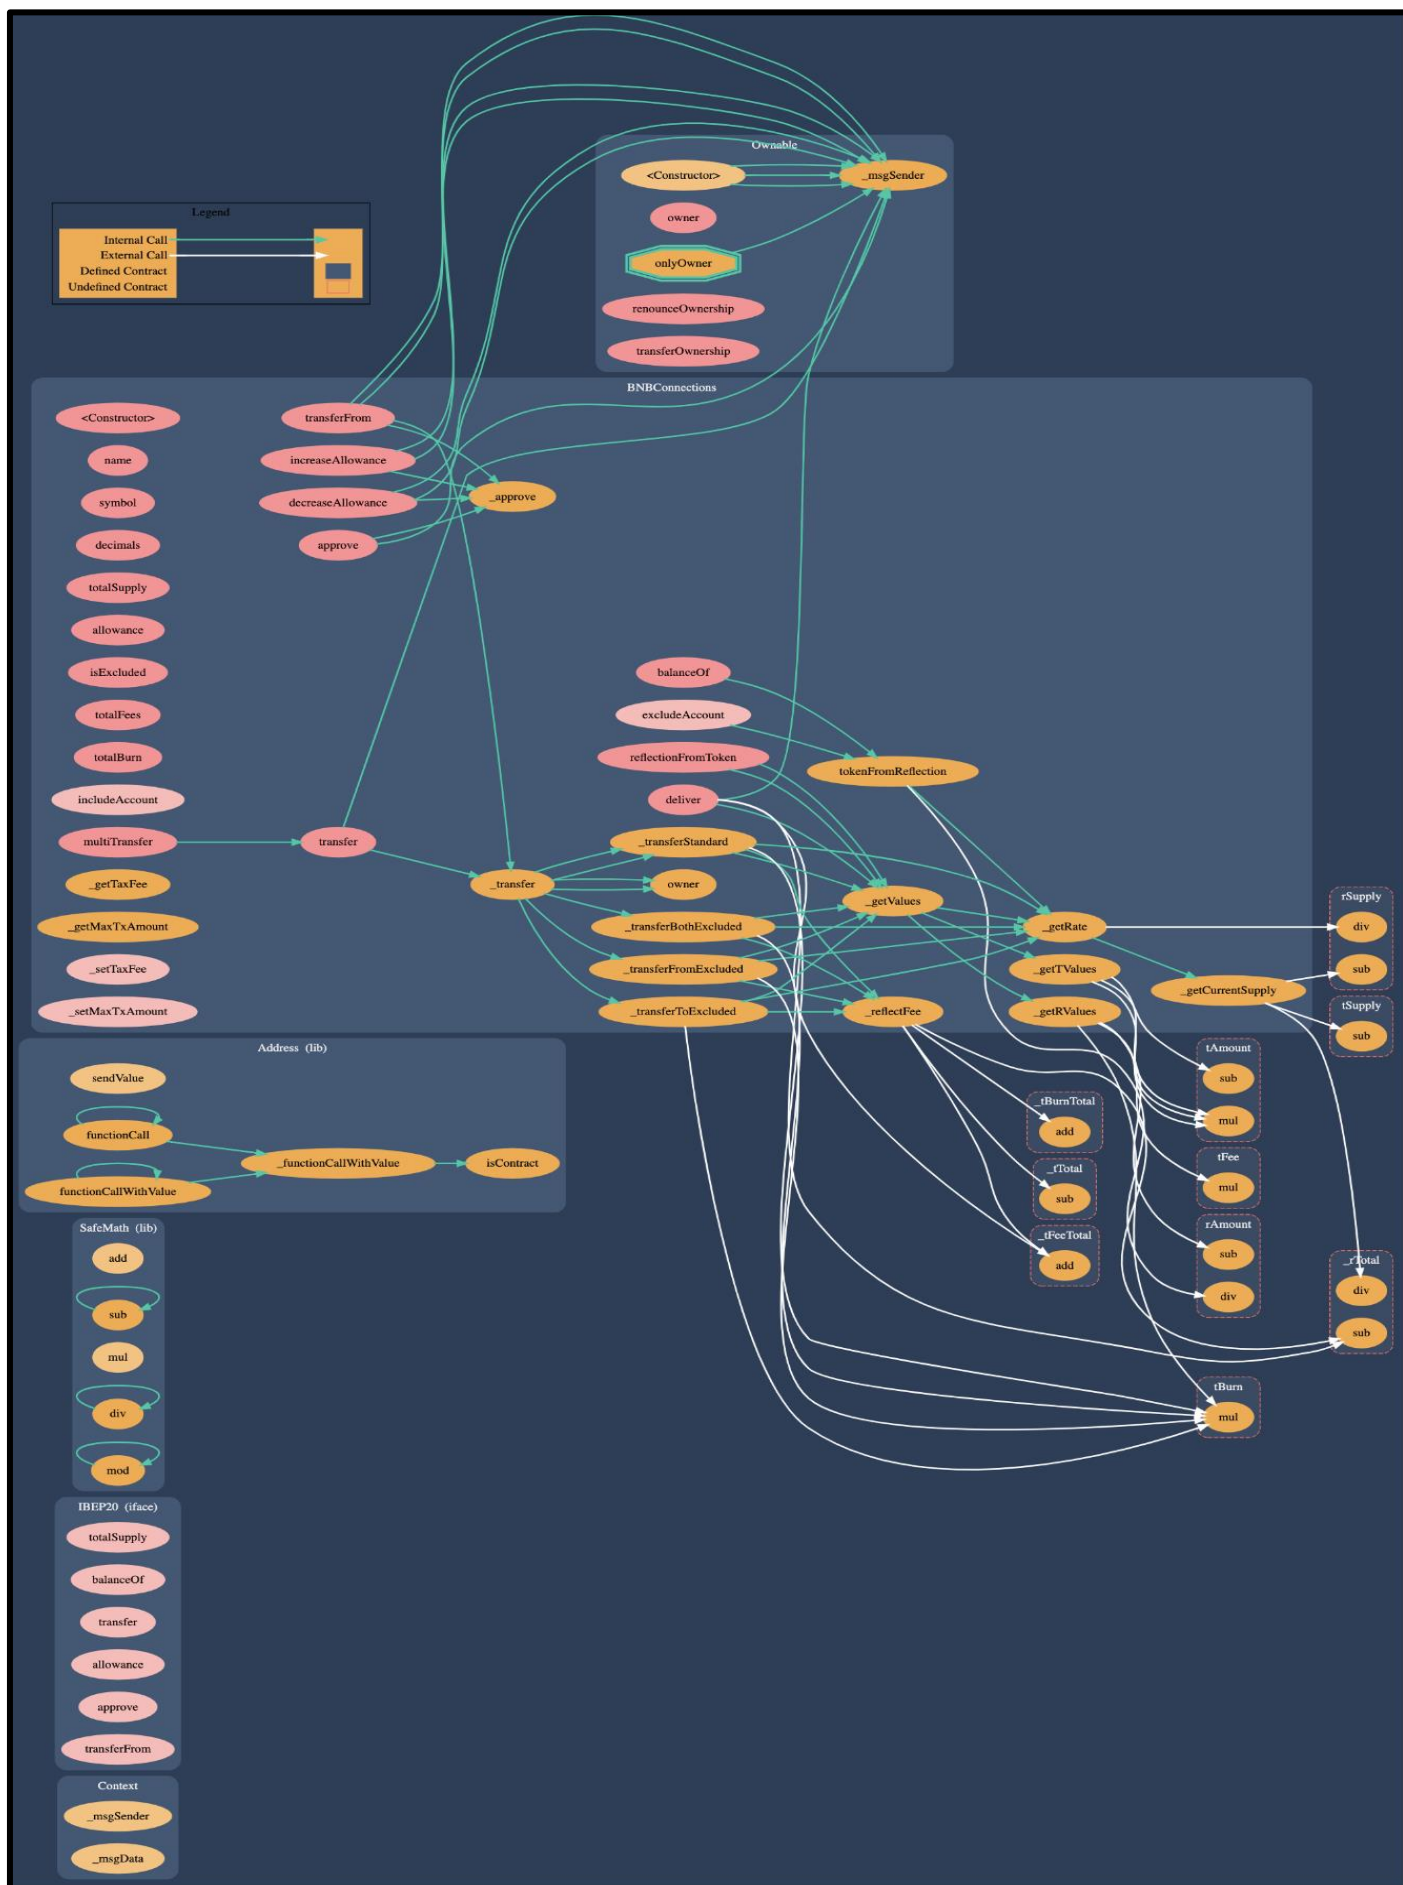 Ownable
<Constructor>
_msgSender
owner
onlyOwner
renounceOwnership
transferOwnership
Legend
Internal Call
External Call
Defined Contract
Undefined Contract
BNBConnections
<Constructor>
name
symbol
decimals
totalSupply
allowance
isExcluded
totalFees
totalBurn
includeAccount
multiTransfer
_getTaxFee
_getMaxTxAmount
_setTaxFee
_setMaxTxAmount
transferFrom
increaseAllowance
decreaseAllowance
approve
transfer
_approve
_transfer
balanceOf
excludeAccount
reflectionFromToken
deliver
_transferStandard
owner
_transferBothExcluded
_transferFromExcluded
_transferToExcluded
tokenFromReflection
_getValues
_reflectFee
_getRate
_getTValues
_getRValues
_getCurrentSupply
rSupply
div
sub
tSupply
sub
tAmount
sub
mul
tFee
mul
rAmount
sub
div
_rTotal
div
sub
tBurn
mul
_tBurnTotal
add
_tTotal
sub
_tFeeTotal
add
Address (lib)
sendValue
functionCall
functionCallWithValue
_functionCallWithValue
isContract
SafeMath (lib)
add
sub
mul
div
mod
IBEP20 (iface)
totalSupply
balanceOf
transfer
allowance
approve
transferFrom
Context
_msgSender
_msgData